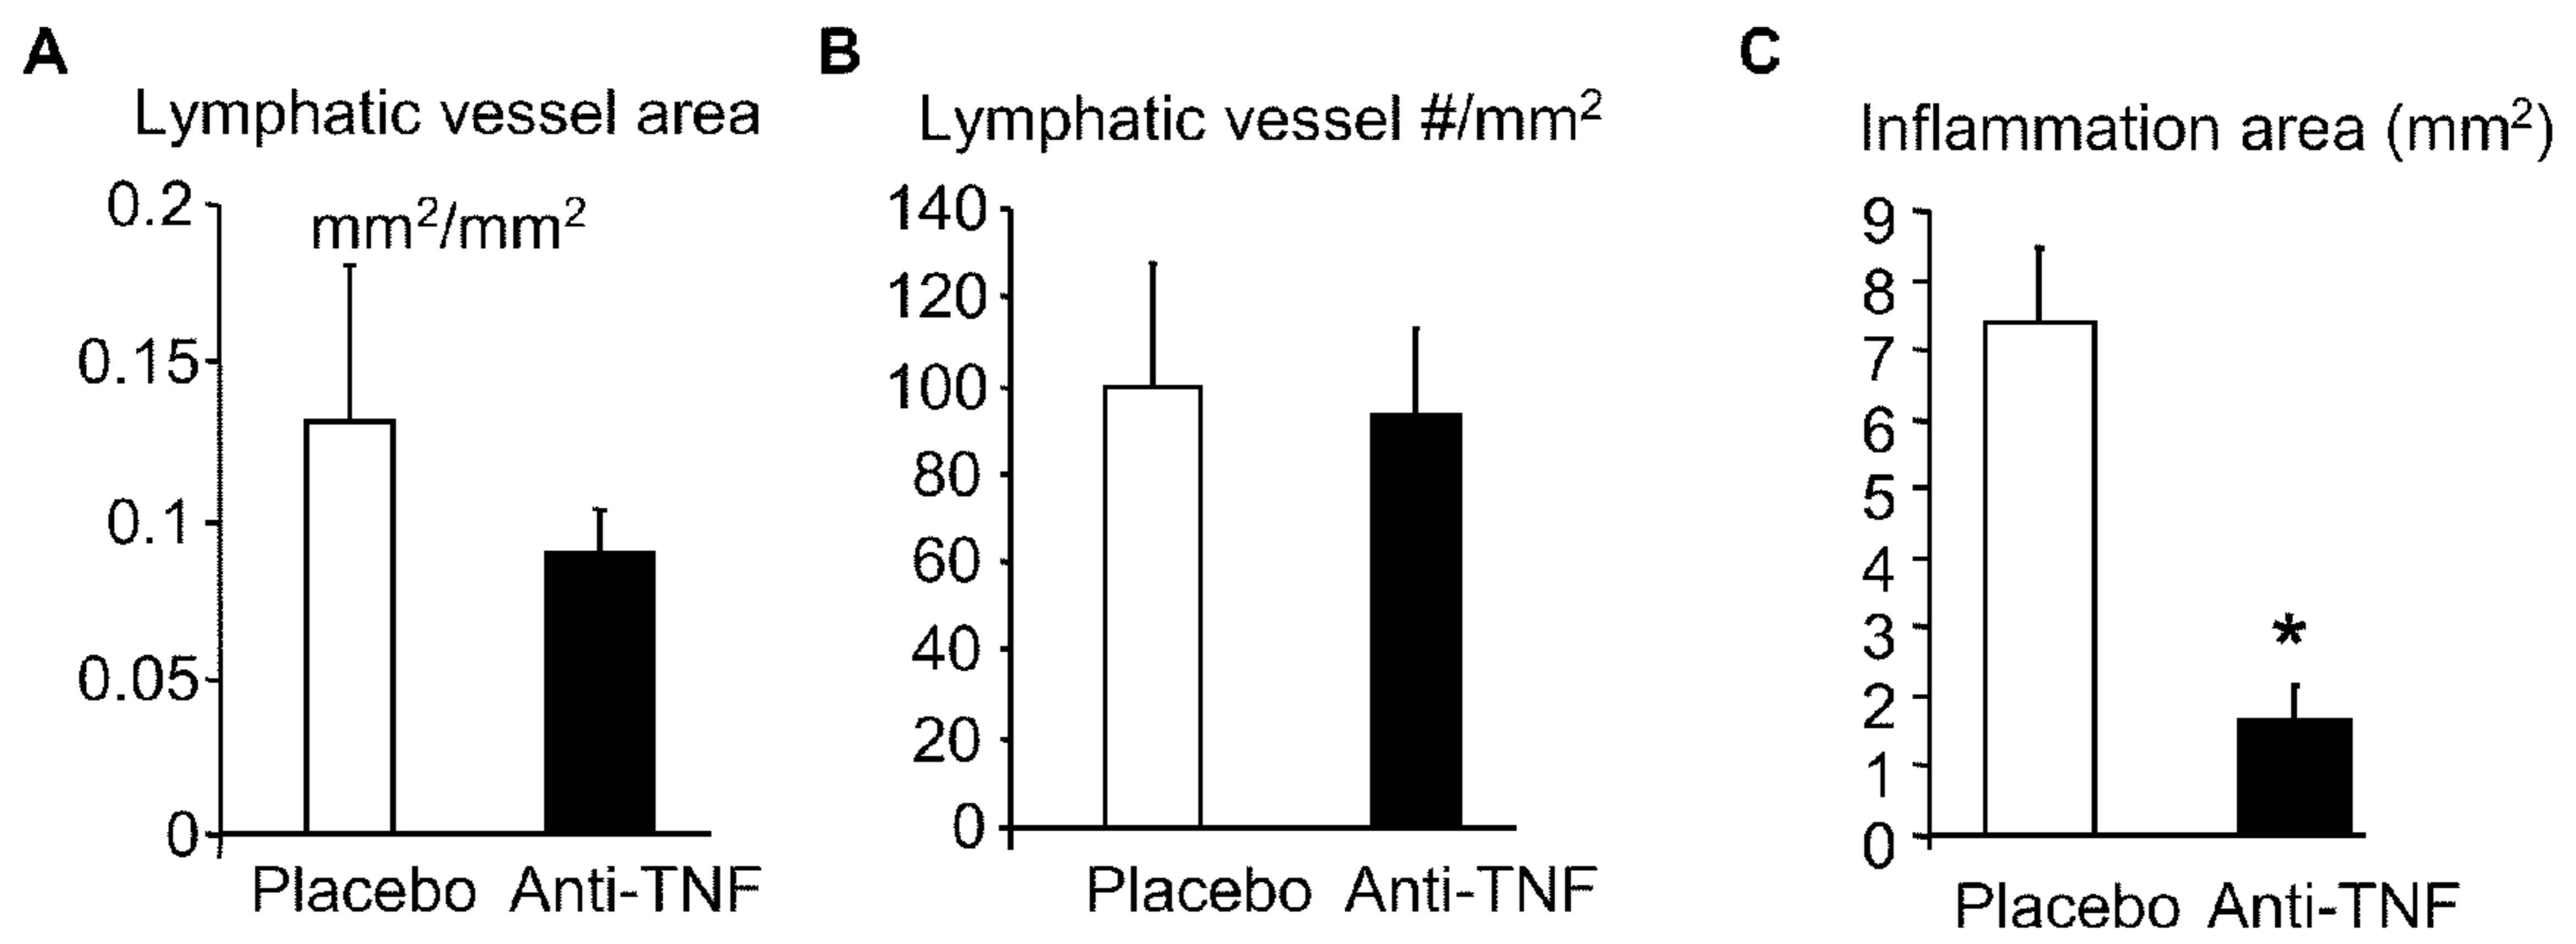 A
Lymphatic vessel area
mm²/mm²
0.2
0.15
0.1
0.05
0
Placebo Anti-TNF
B
Lymphatic vessel #/mm²
140
120
100
80
60
40
20
0
Placebo Anti-TNF
C
Inflammation area (mm²)
9
8
7
6
5
4
3
2
1
0
*
Placebo Anti-TNF